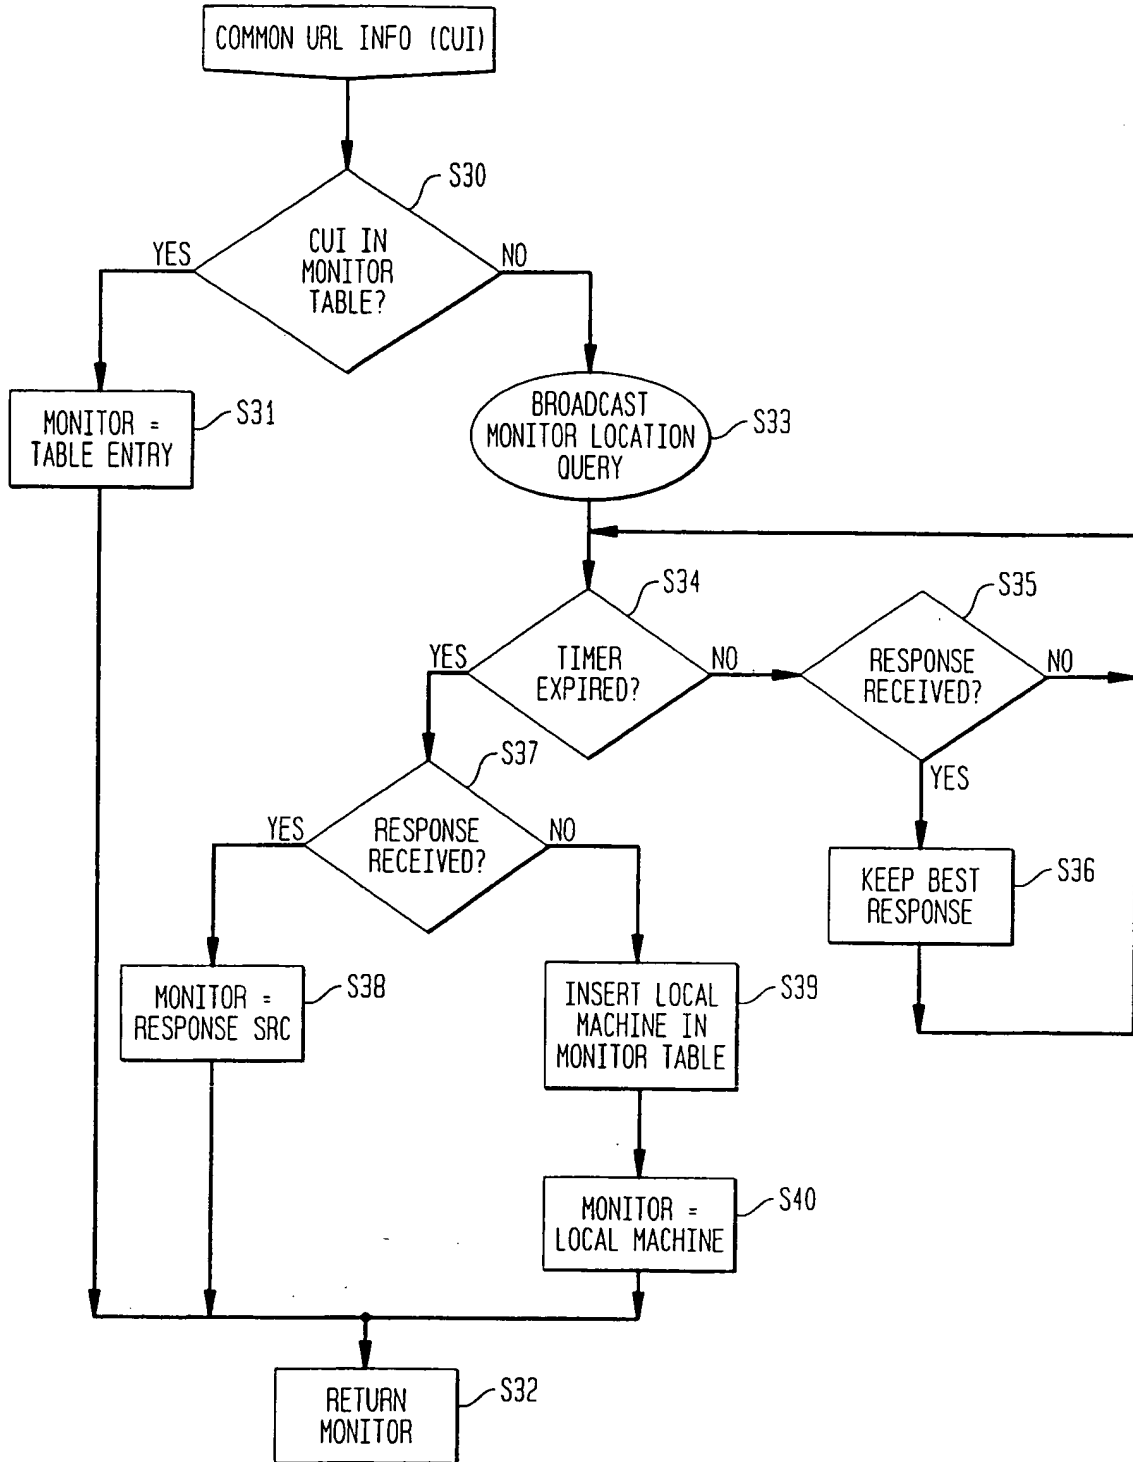 COMMON URL INFO (CUI)
S30
CUI IN
MONITOR
TABLE?
YES
NO
MONITOR =
TABLE ENTRY
S31
BROADCAST
MONITOR LOCATION
QUERY
S33
S34
TIMER
EXPIRED?
YES
NO
S35
RESPONSE
RECEIVED?
NO
YES
S37
RESPONSE
RECEIVED?
YES
NO
KEEP BEST
RESPONSE
S36
MONITOR =
RESPONSE SRC
S38
INSERT LOCAL
MACHINE IN
MONITOR TABLE
S39
MONITOR =
LOCAL MACHINE
S40
RETURN
MONITOR
S32